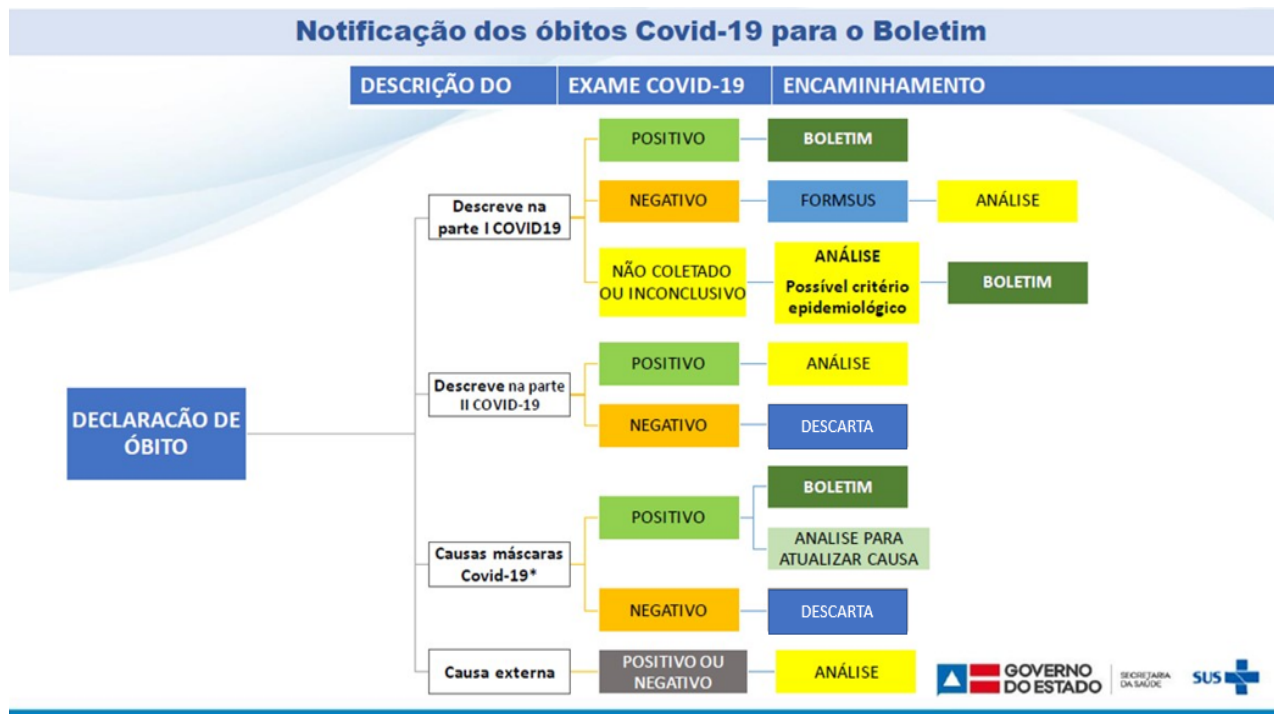 Notificação dos óbitos Covid-19 para o Boletim
DESCRIÇÃO DO
EXAME COVID-19
ENCAMINHAMENTO
DECLARACÃO DE
ÓBITO
Descreve na
parte I COVID19
POSITIVO
BOLETIM
NEGATIVO
FORMSUS
ANÁLISE
NÃO COLETADO
OU INCONCLUSIVO
ANÁLISE
Possível critério
epidemiológico
BOLETIM
Descreve na parte
II COVID-19
POSITIVO
ANÁLISE
NEGATIVO
DESCARTA
Causas máscaras
Covid-19*
POSITIVO
BOLETIM
ANALISE PARA
ATUALIZAR CAUSA
NEGATIVO
DESCARTA
Causa externa
POSITIVO OU
NEGATIVO
ANÁLISE
GOVERNO
DO ESTADO
SECRETARIA
DA SAÚDE
SUS